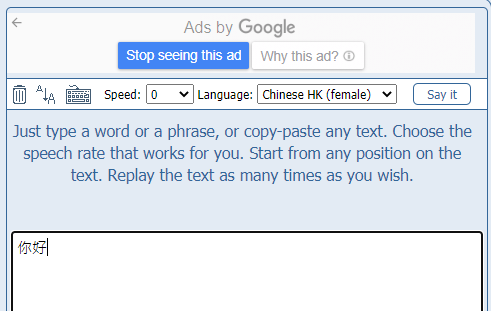 Ads by Google
Stop seeing this ad Why this ad?
Speed: 0 Language: Chinese HK (female) Say it
Just type a word or a phrase, or copy-paste any text. Choose the
speech rate that works for you. Start from any position on the
text. Replay the text as many times as you wish.
你好